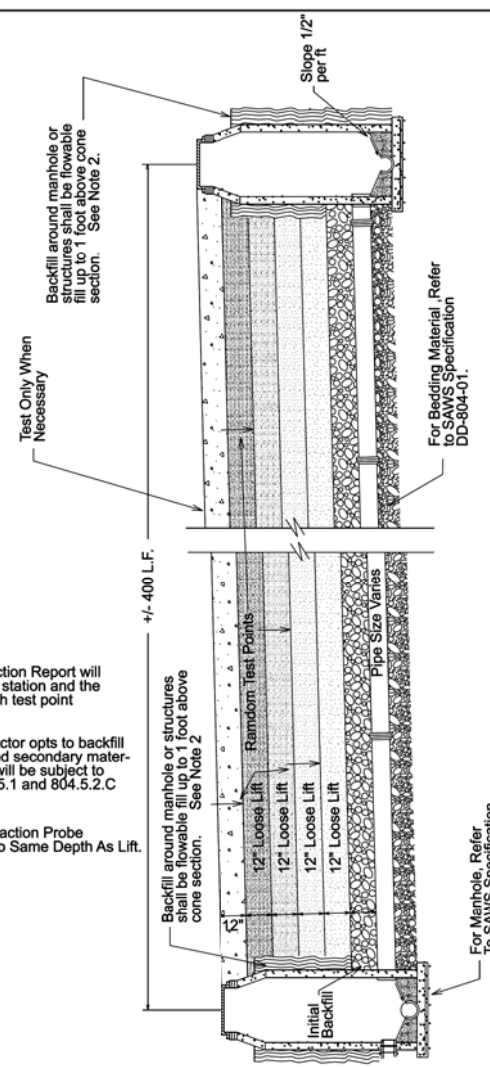 Backfill around manhole or
structures shall be flowable
fill up to 1 foot above cone
section. See Note 2.
Slope 1/2"
per ft
Test Only When
Necessary
+/- 400 L.F.
For Bedding Material ,Refer
to SAWS Specification
DD-804-01.
Ramdom Test Points
Pipe Size Varies
Backfill around manhole or structures
shall be flowable fill up to 1 foot above
cone section. See Note 2
12"
12" Loose Lift
12" Loose Lift
12" Loose Lift
12" Loose Lift
Initial
Backfill
For Manhole, Refer
To SAWS Specification
ction Report will
station and the
h test point
ctor opts to backfill
ed secondary mater-
will be subject to
5.1 and 804.5.2.C
action Probe
o Same Depth As Lift.